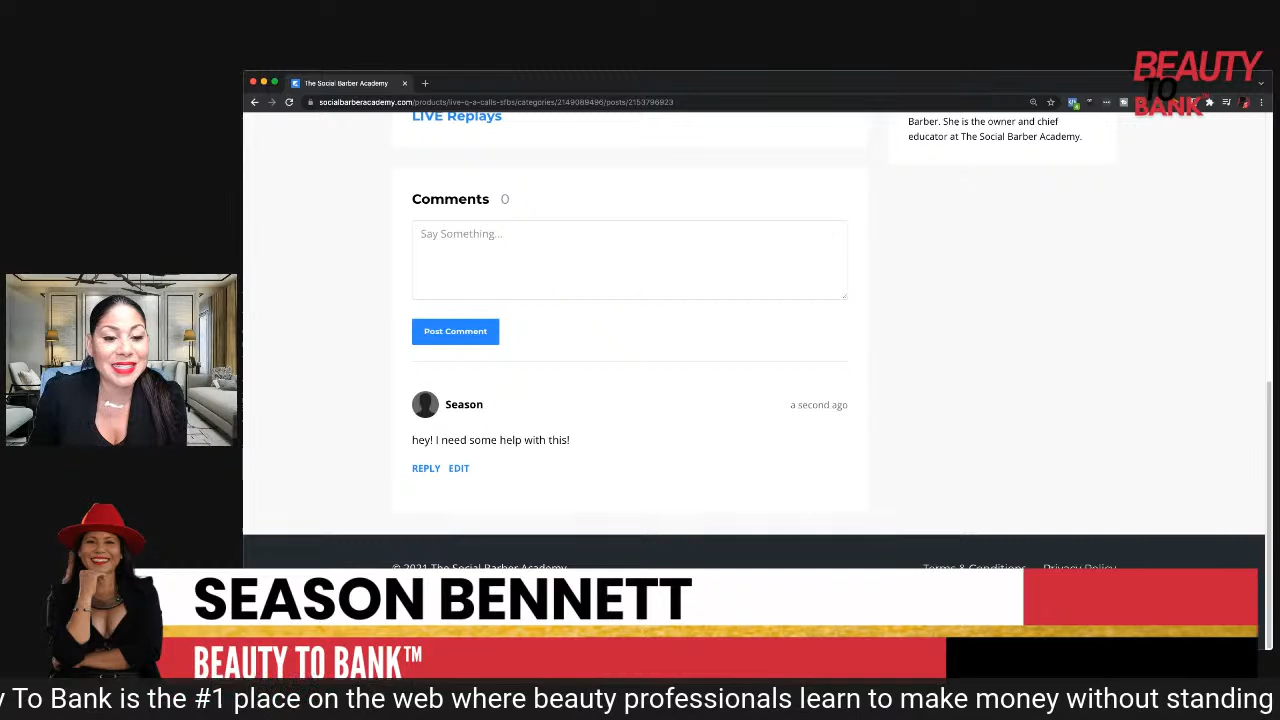 BEAUTY
TO
BANK™
The Social Barber Academy
socialbarberacademy.com/products/live-q-a-calls-sfbs/categories/2149089496/posts/2153796923
LIVE Replays
Barber. She is the owner and chief
educator at The Social Barber Academy.
Comments 0
Say Something...
Post Comment
Season
a second ago
hey! I need some help with this!
REPLY EDIT
© 2021 The Social Barber Academy
Terms & Conditions Privacy Policy
SEASON BENNETT
BEAUTY TO BANK™
y To Bank is the #1 place on the web where beauty professionals learn to make money without standing